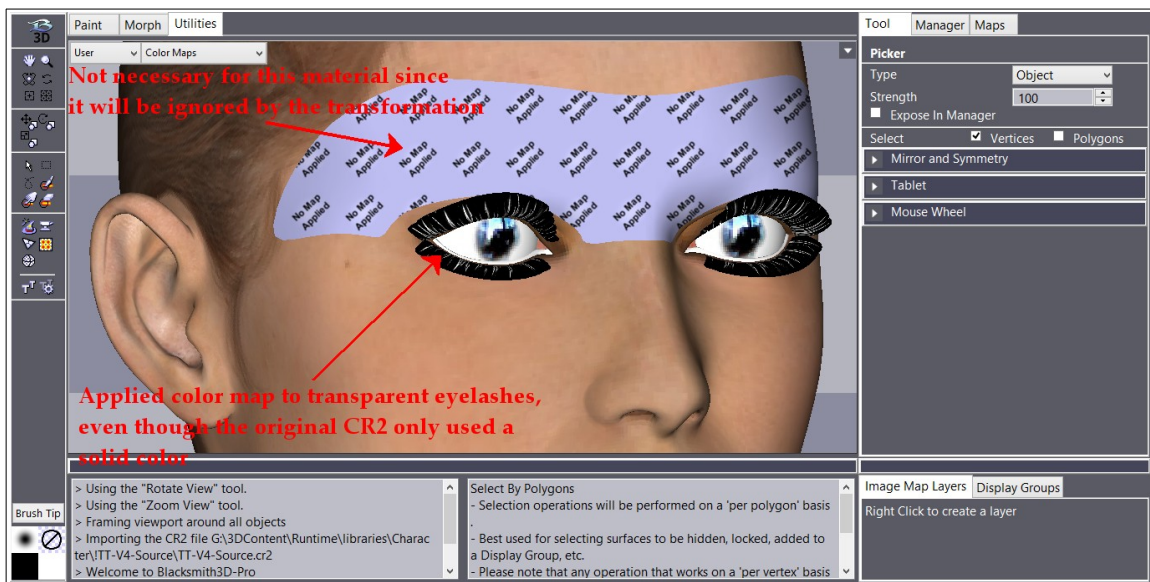 3D
Paint
Morph
Utilities
User
Color Maps
Not necessary for this material since
it will be ignored by the transformation
No Map
Applied
Applied color map to transparent eyelashes,
even though the original CR2 only used a
solid color
Tool
Manager
Maps
Picker
Type
Object
Strength
100
Expose In Manager
Select
Vertices
Polygons
Mirror and Symmetry
Tablet
Mouse Wheel
Brush Tip
> Using the "Rotate View" tool.
> Using the "Zoom View" tool.
> Framing viewport around all objects
> Importing the CR2 file G:\3DContent\Runtime\libraries\Charac
ter\!TT-V4-Source\TT-V4-Source.cr2
> Welcome to Blacksmith3D-Pro
Select By Polygons
- Selection operations will be performed on a 'per polygon' basis
.
- Best used for selecting surfaces to be hidden, locked, added to
a Display Group, etc.
- Please note that any operation that works on a 'per vertex' basis
Image Map Layers
Display Groups
Right Click to create a layer